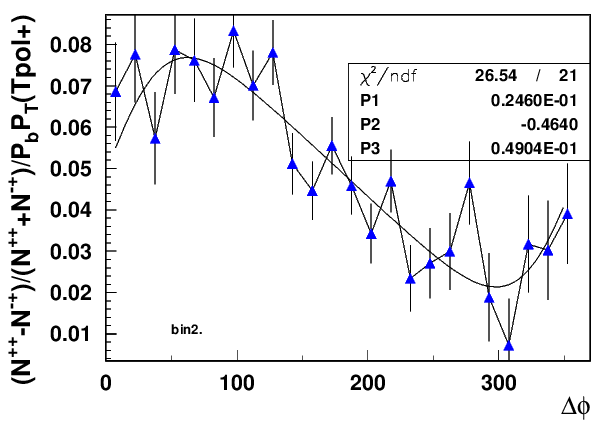 (N⁺⁺-N⁻⁺)/(N⁺⁺+N⁻⁺)/P_bP_T(Tpol+)
0.08
0.07
0.06
0.05
0.04
0.03
0.02
0.01
χ²/ndf 26.54 / 21
P1 0.2460E-01
P2 -0.4640
P3 0.4904E-01
bin2.
0 100 200 300
Δϕ